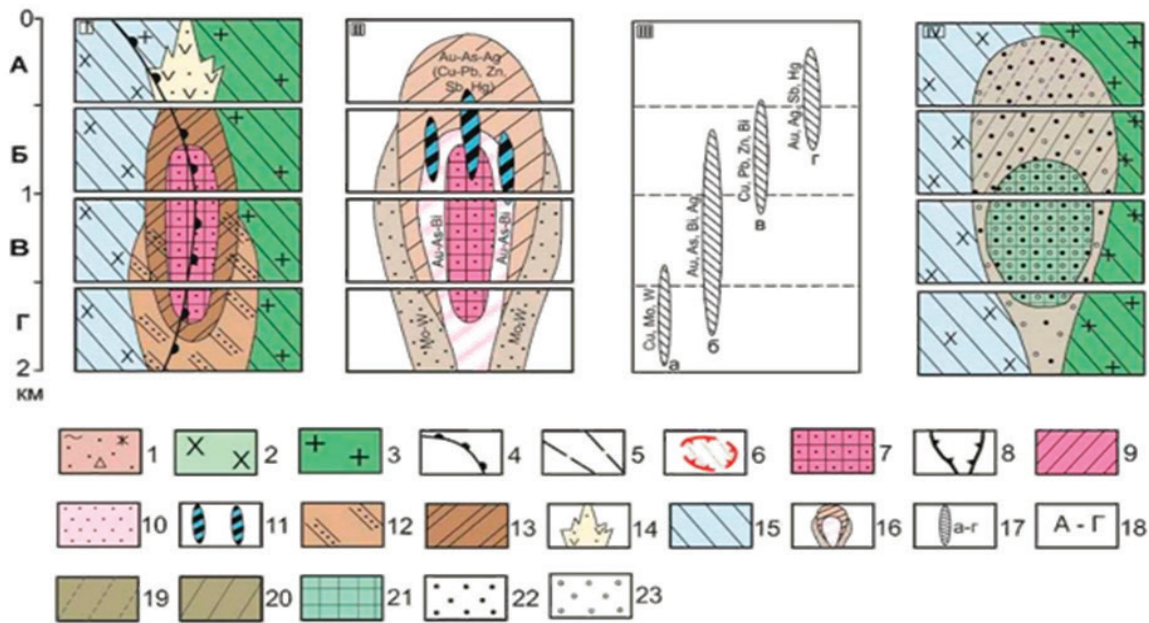 0
А
Б
1
В
Г
2
км
I
II
Au-As-Ag
(Cu-Pb, Zn,
Sb, Hg)
Au-As-Bi
Au-As-Bi
Mo-W
Mo-W
III
Cu, Mo, W
а
Au, As, Bi, Ag
б
Cu, Pb, Zn, Bi
в
Au, Ag, Sb, Hg
г
IV
1
2
3
4
5
6
7
8
9
10
11
12
13
14
15
16
а-г
17
А - Г
18
19
20
21
22
23